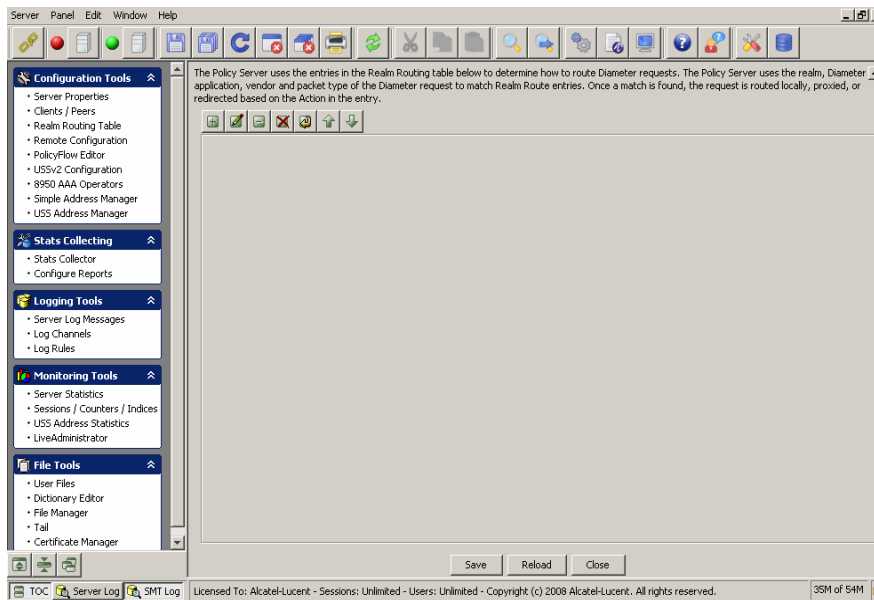 Server Panel Edit Window Help
Configuration Tools
Server Properties
Clients / Peers
Realm Routing Table
Remote Configuration
PolicyFlow Editor
USSv2 Configuration
8950 AAA Operators
Simple Address Manager
USS Address Manager
Stats Collecting
Stats Collector
Configure Reports
Logging Tools
Server Log Messages
Log Channels
Log Rules
Monitoring Tools
Server Statistics
Sessions / Counters / Indices
USS Address Statistics
LiveAdministrator
File Tools
User Files
Dictionary Editor
File Manager
Tail
Certificate Manager
The Policy Server uses the entries in the Realm Routing table below to determine how to route Diameter requests. The Policy Server uses the realm, Diameter
application, vendor and packet type of the Diameter request to match Realm Route entries. Once a match is found, the request is routed locally, proxied, or
redirected based on the Action in the entry.
Save Reload Close
TOC Server Log SMT Log Licensed To: Alcatel-Lucent - Sessions: Unlimited - Users: Unlimited - Copyright (c) 2008 Alcatel-Lucent. All rights reserved. 35M of 54M